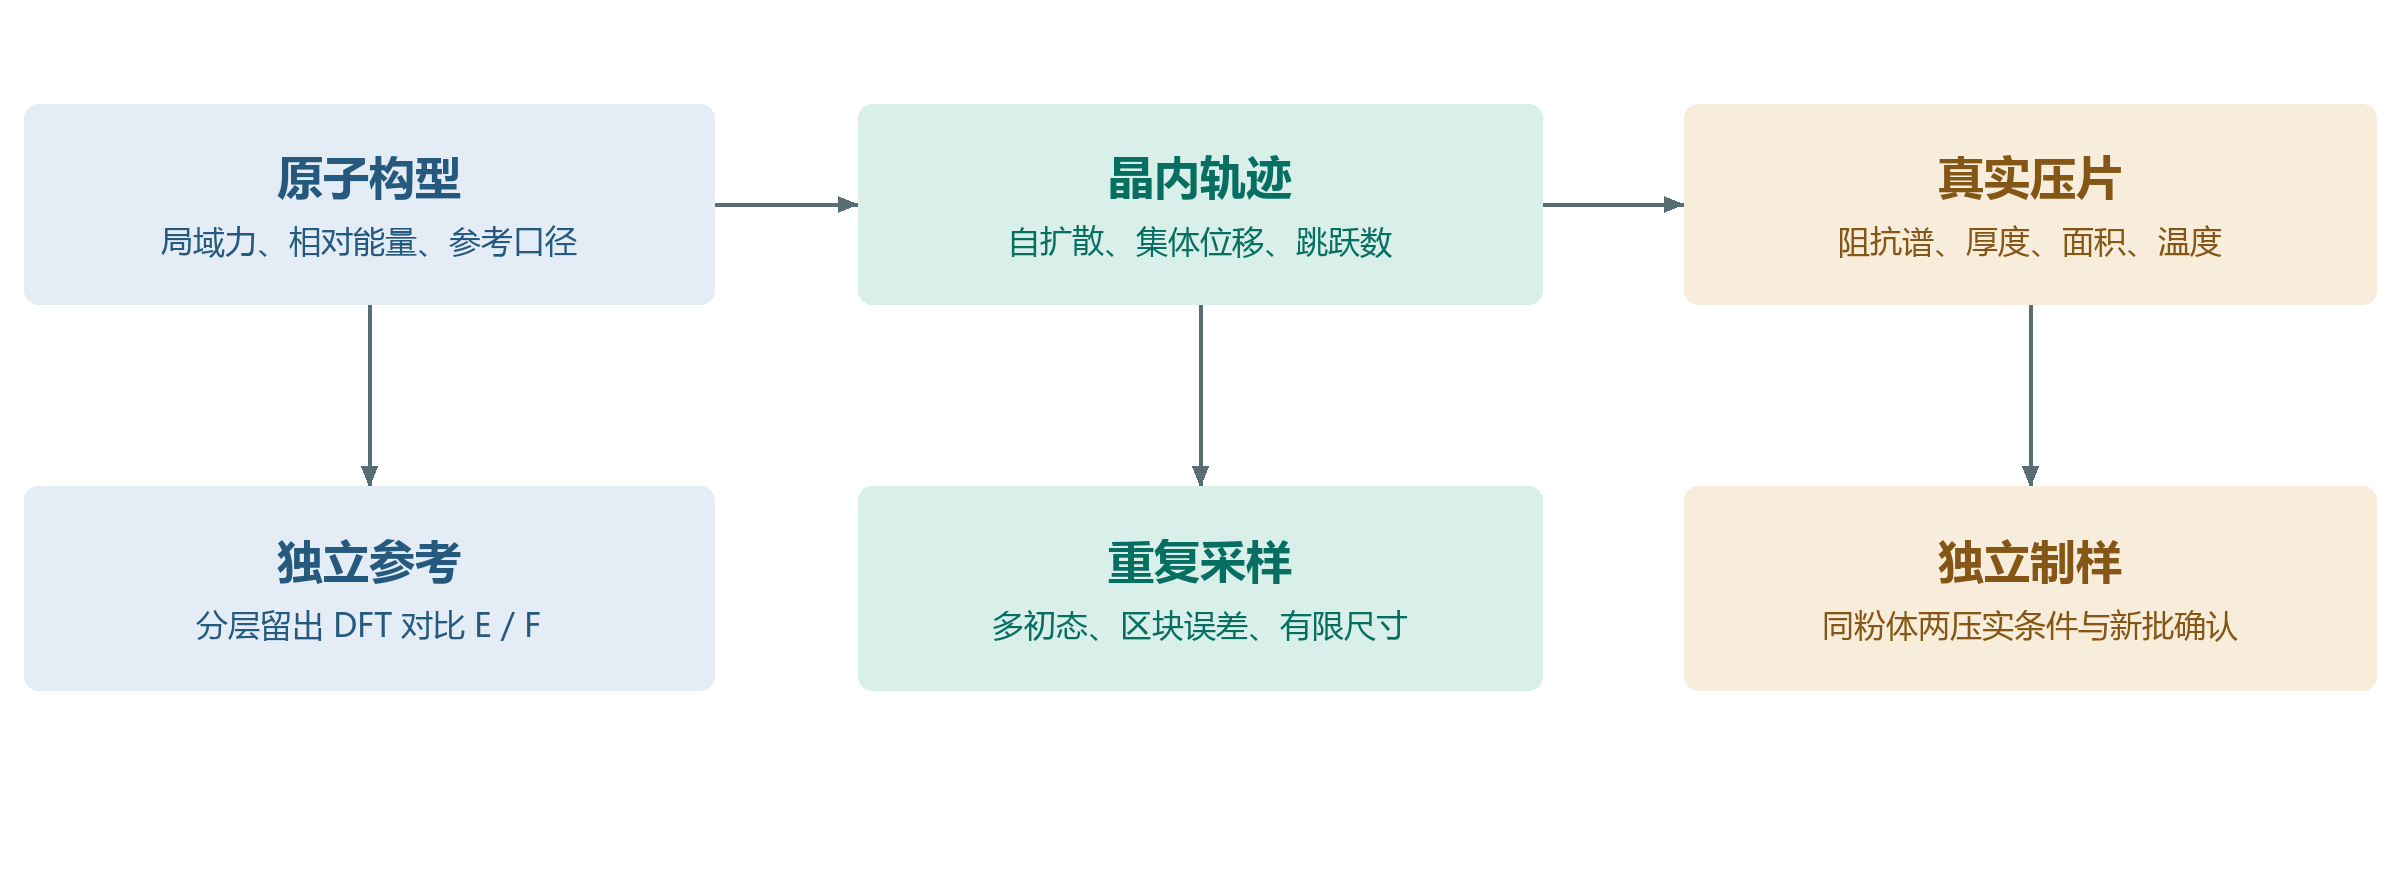 原子构型
局域力、相对能量、参考口径
晶内轨迹
自扩散、集体位移、跳跃数
真实压片
阻抗谱、厚度、面积、温度
独立参考
分层留出 DFT 对比 E / F
重复采样
多初态、区块误差、有限尺寸
独立制样
同粉体两压实条件与新批确认